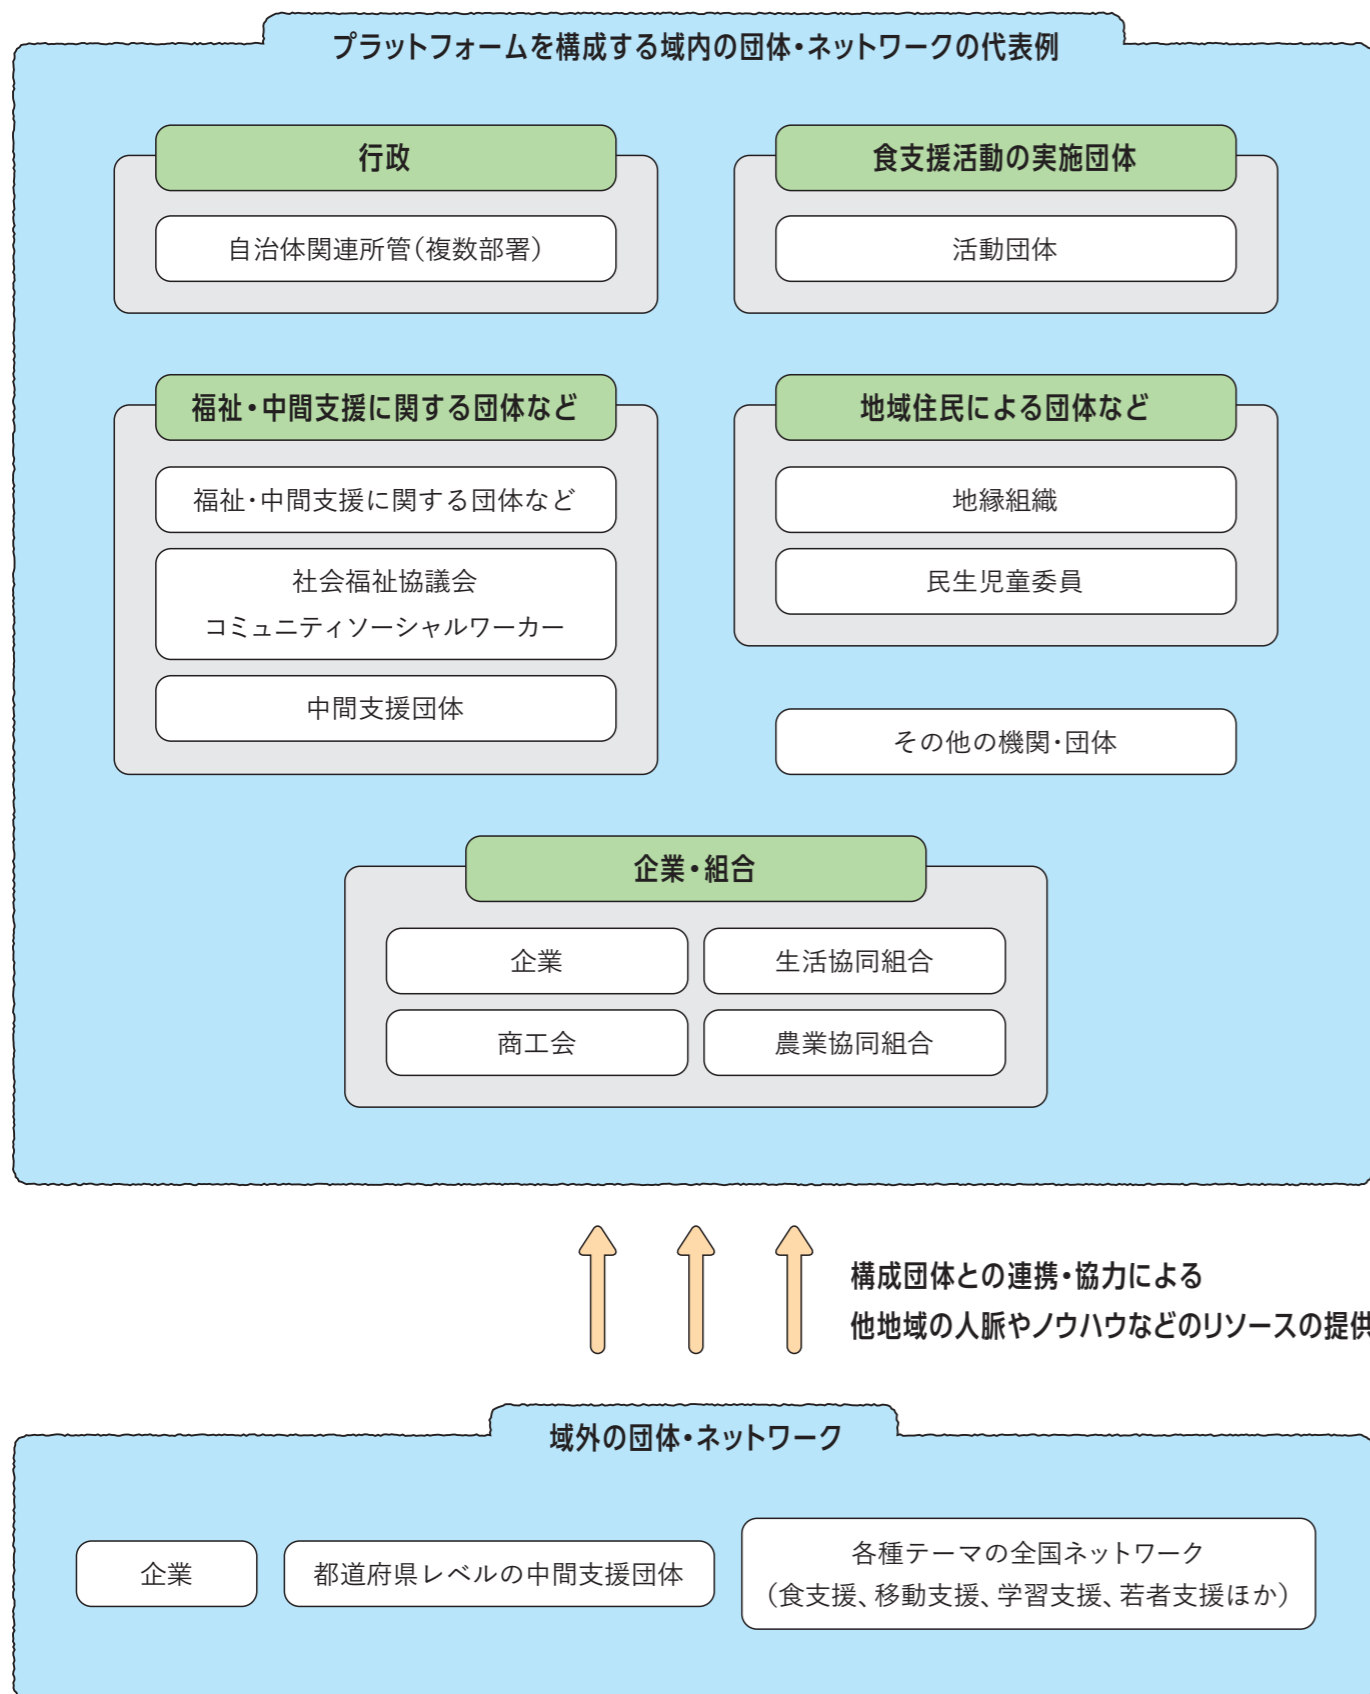 プラットフォームを構成する域内の団体・ネットワークの代表例
行政
自治体関連所管(複数部署)
食支援活動の実施団体
活動団体
福祉・中間支援に関する団体など
福祉・中間支援に関する団体など
社会福祉協議会
コミュニティソーシャルワーカー
中間支援団体
地域住民による団体など
地縁組織
民生児童委員
その他の機関・団体
企業・組合
企業
生活協同組合
商工会
農業協同組合
構成団体との連携・協力による
他地域の人脈やノウハウなどのリソースの提供
域外の団体・ネットワーク
企業
都道府県レベルの中間支援団体
各種テーマの全国ネットワーク
(食支援、移動支援、学習支援、若者支援ほか)